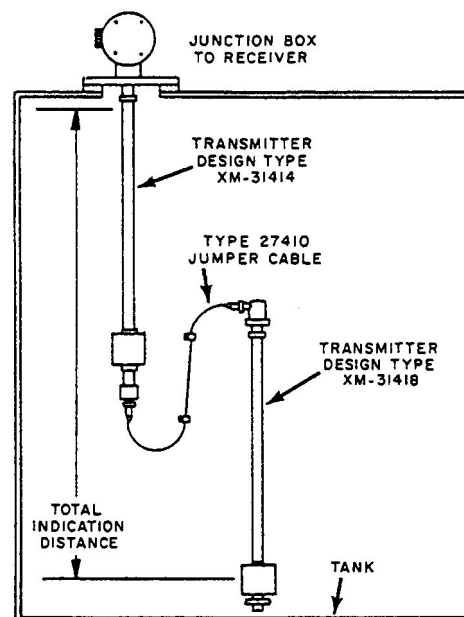 JUNCTION BOX
TO RECEIVER
TRANSMITTER
DESIGN TYPE
XM-31414
TYPE 27410
JUMPER CABLE
TRANSMITTER
DESIGN TYPE
XM-31418
TOTAL
INDICATION
DISTANCE
TANK